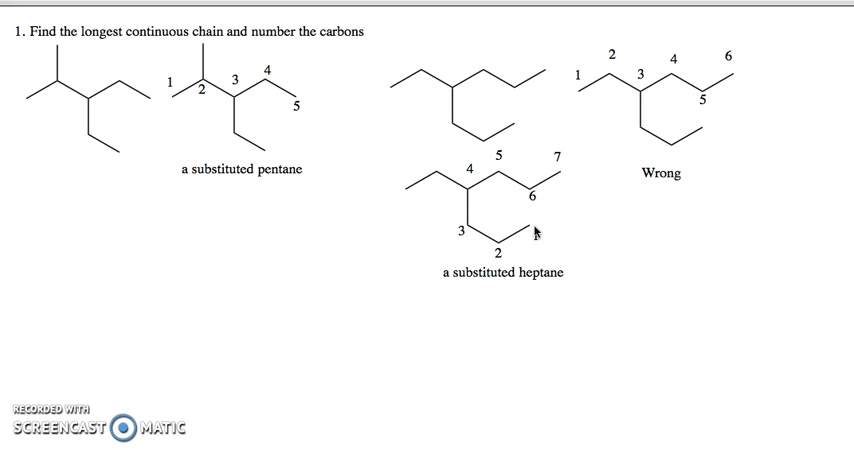 1. Find the longest continuous chain and number the carbons
1
2
3
4
5
a substituted pentane
1
2
3
4
5
6
Wrong
4
5
7
6
3
2
a substituted heptane
RECORDED WITH
SCREENCAST MATIC